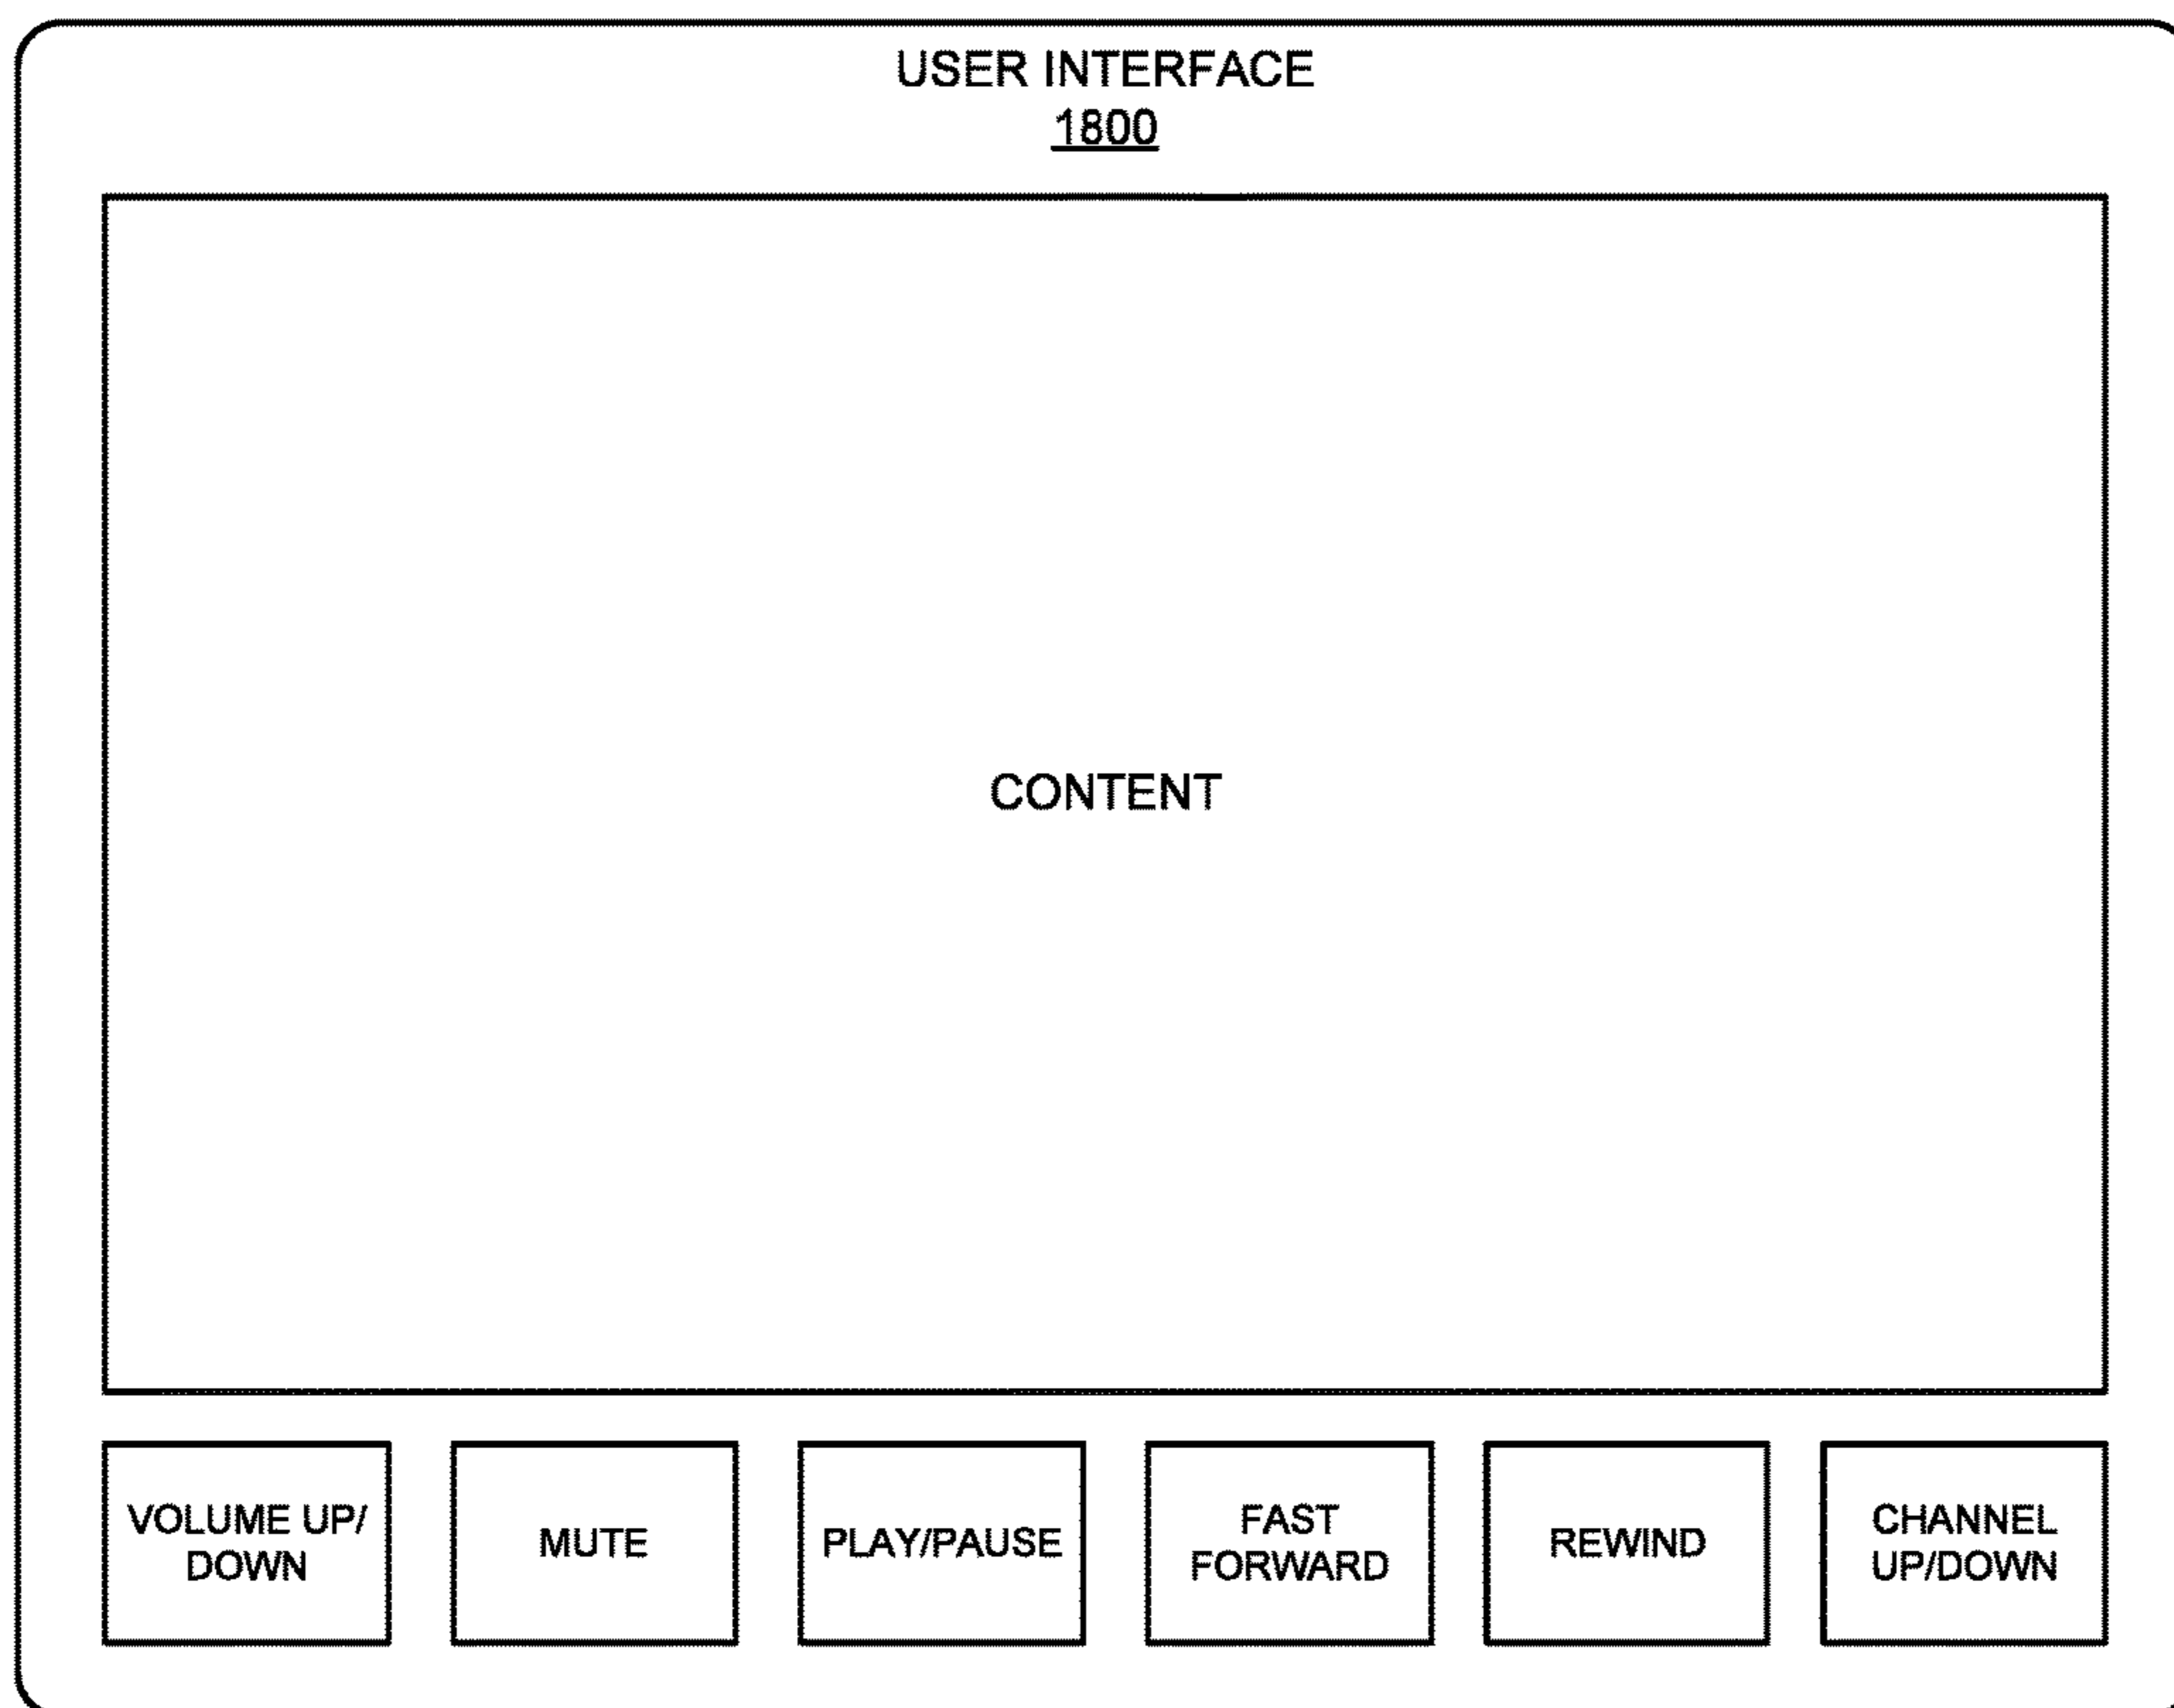 USER INTERFACE
1800
CONTENT
VOLUME UP/
DOWN
MUTE
PLAY/PAUSE
FAST
FORWARD
REWIND
CHANNEL
UP/DOWN